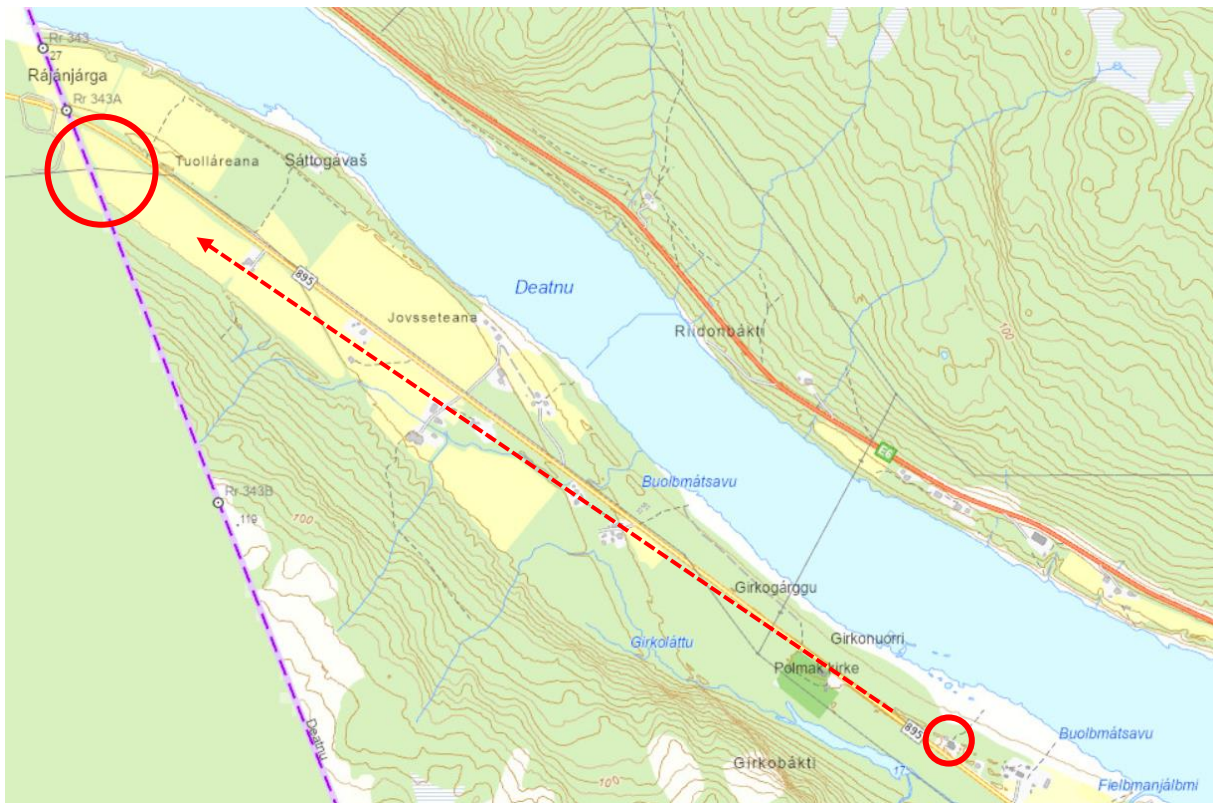 Rr 343
27
Rájánjárga
Rr 343A
Tuolláreana
Sáttogávaš
895
Deatnu
Jovsseteana
Riidonbákti
100
E6
Buolbmátsavu
Rr 343B
119
100
Girkogárggu
Girkonuorri
Girkoláttu
Polmak kirke
895
Buolbmátsavu
Deatnu
100
Girkobákti
17
Fielbmanjálbmi